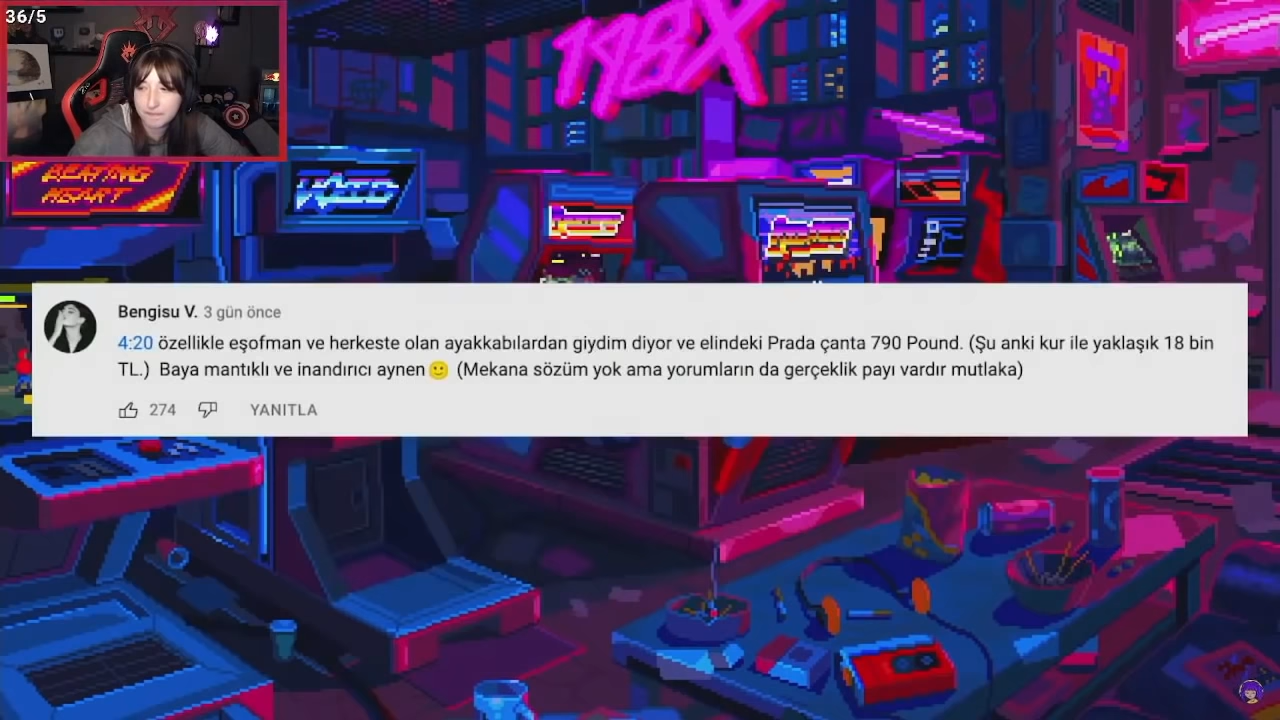 36/5
198X
BEATING
HEART
VOID
Bengisu V. 3 gün önce
4:20 özellikle eşofman ve herkeste olan ayakkabılardan giydim diyor ve elindeki Prada çanta 790 Pound. (Şu anki kur ile yaklaşık 18 bin
TL.) Baya mantıklı ve inandırıcı aynen🙂 (Mekana sözüm yok ama yorumların da gerçeklik payı vardır mutlaka)
274 YANITLA